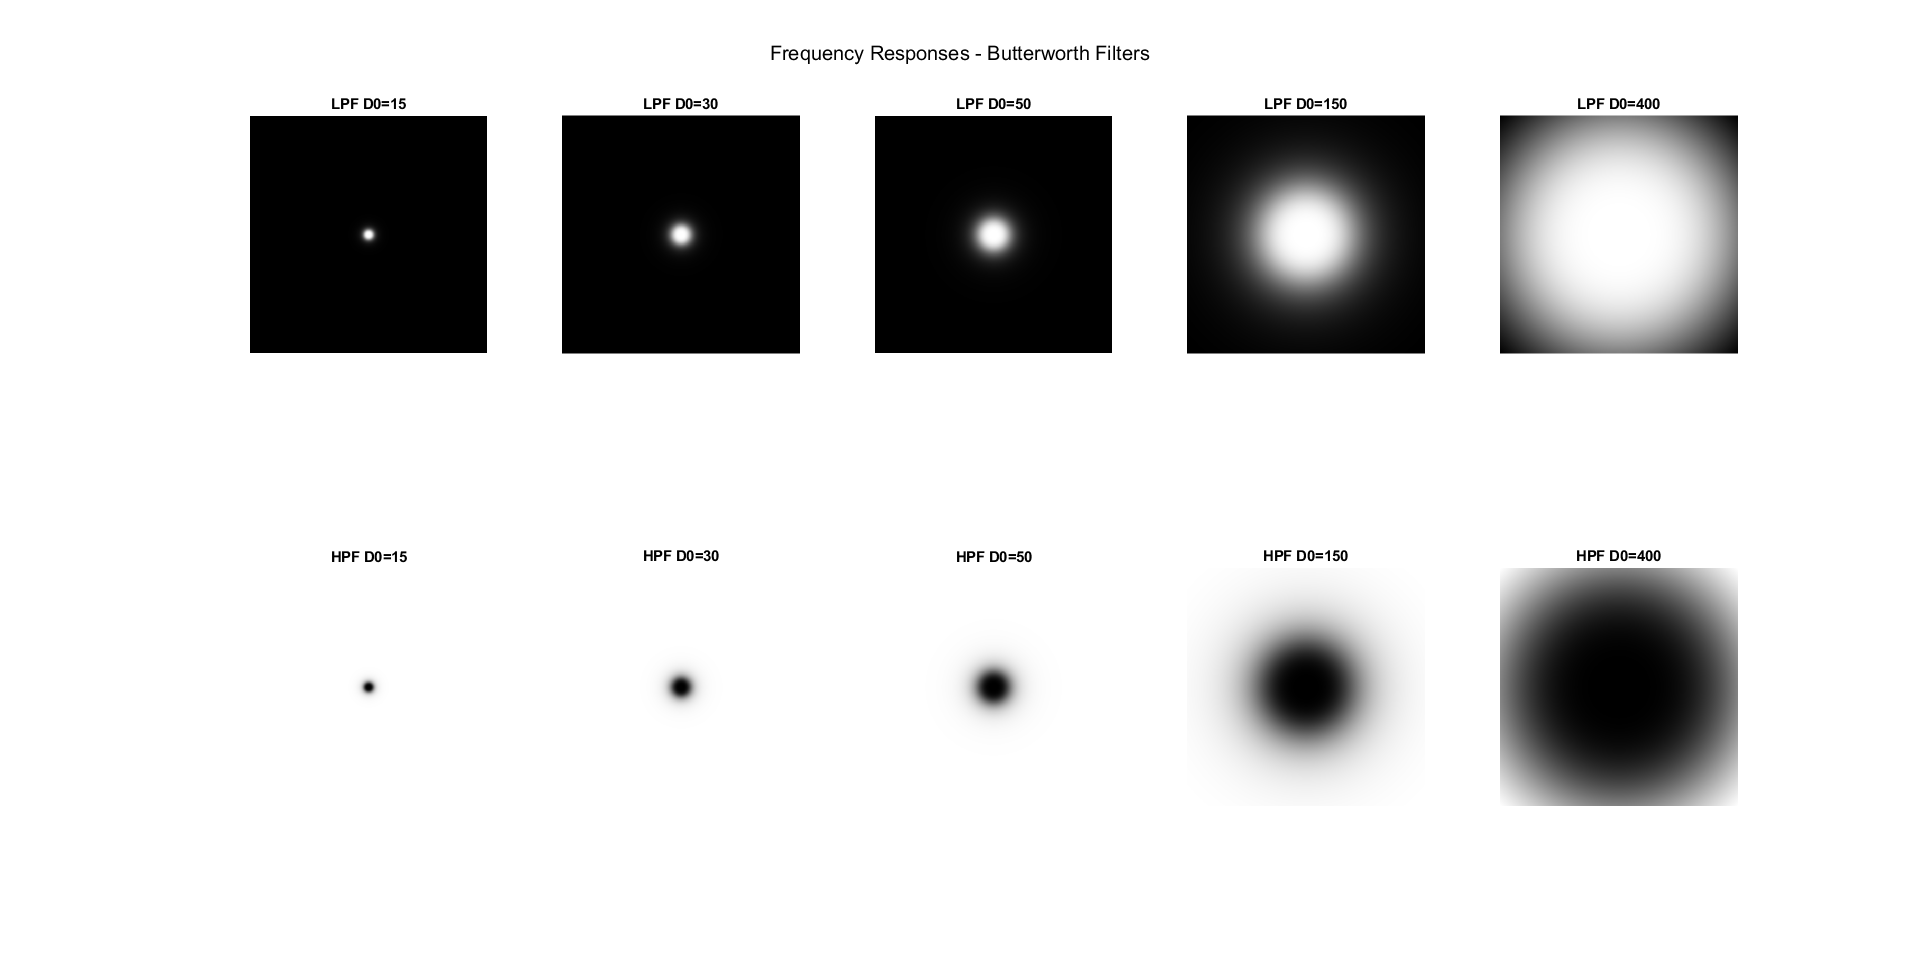 Frequency Responses - Butterworth Filters
LPF D0=15
LPF D0=30
LPF D0=50
LPF D0=150
LPF D0=400
HPF D0=15
HPF D0=30
HPF D0=50
HPF D0=150
HPF D0=400